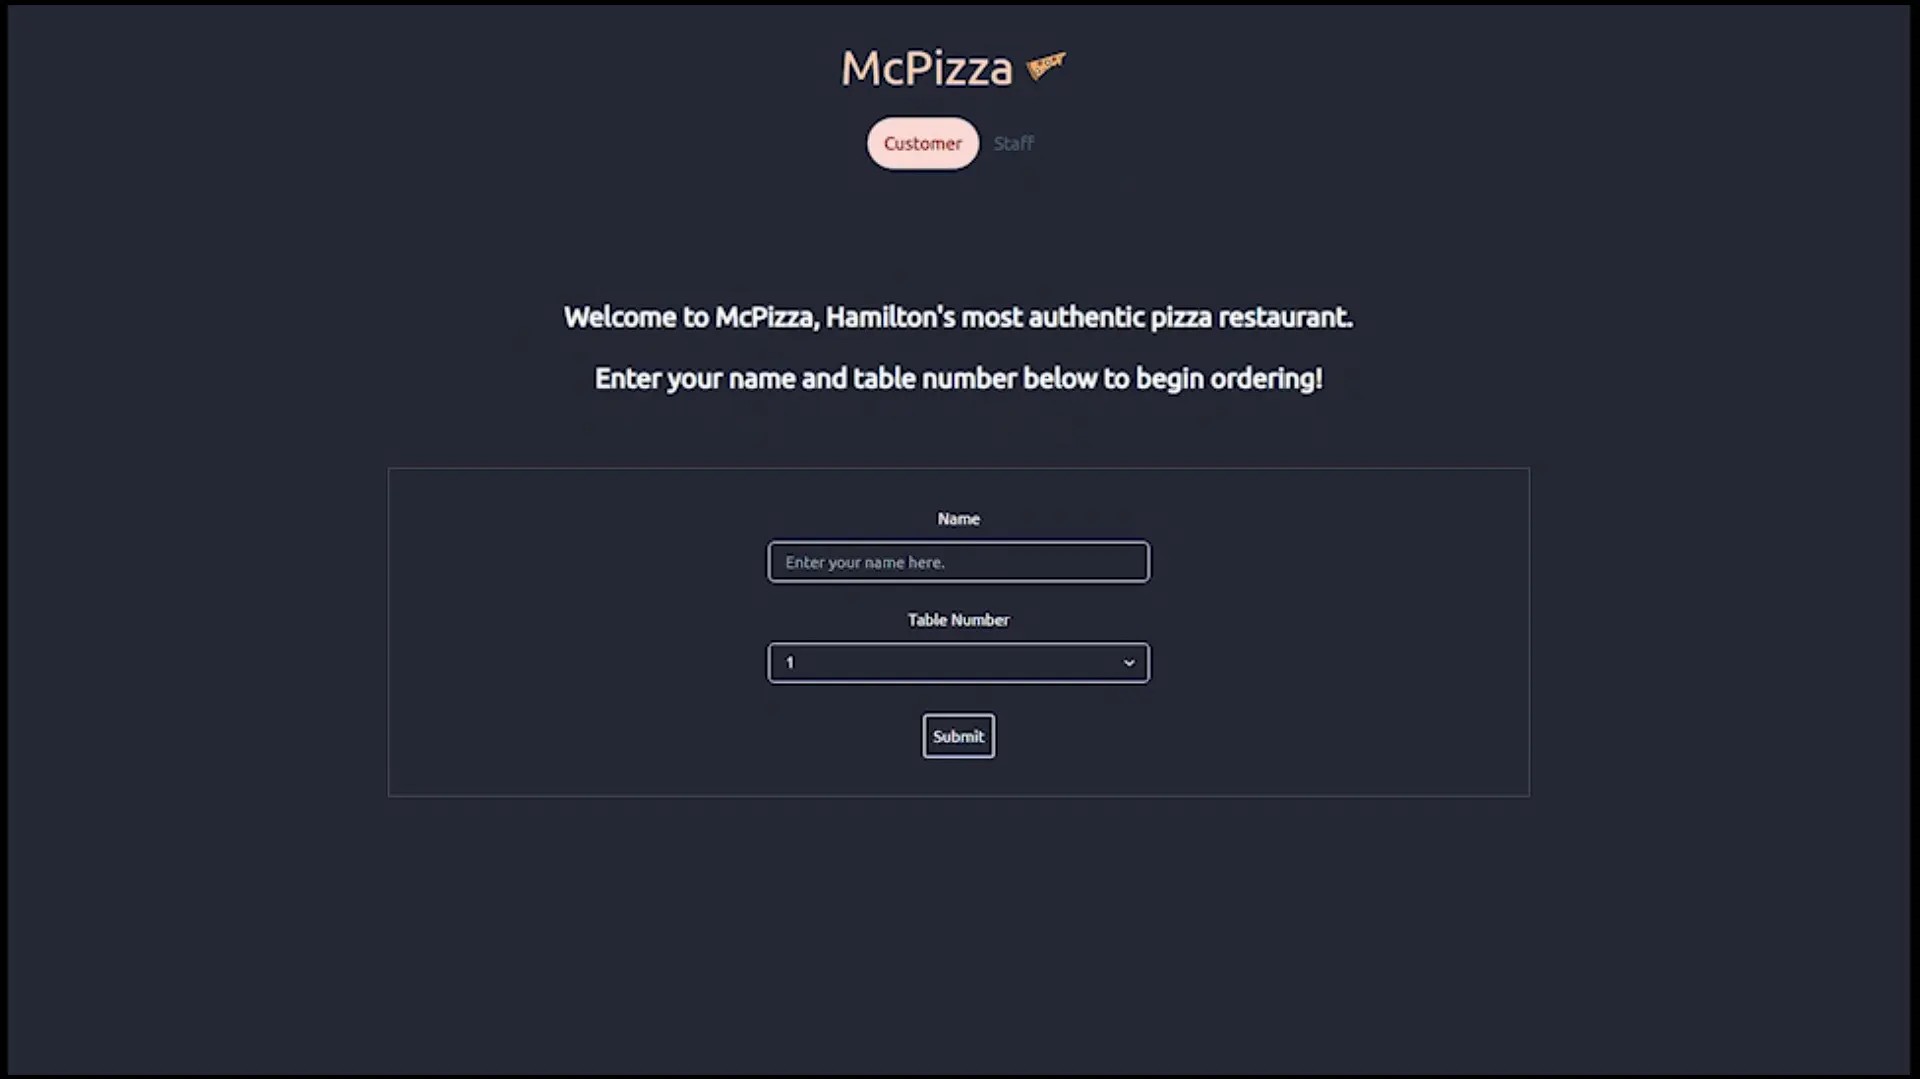 McPizza
Customer Staff
Welcome to McPizza, Hamilton's most authentic pizza restaurant.
Enter your name and table number below to begin ordering!
Name
Enter your name here.
Table Number
1
Submit